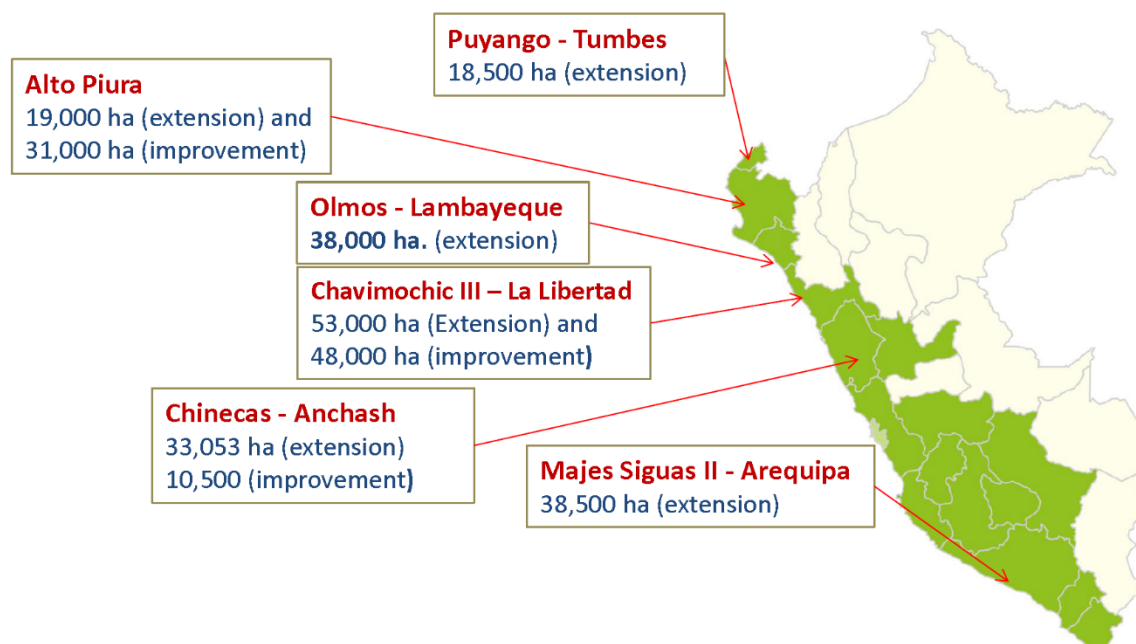 Puyango - Tumbes
18,500 ha (extension)
Alto Piura
19,000 ha (extension) and
31,000 ha (improvement)
Olmos - Lambayeque
38,000 ha. (extension)
Chavimochic III – La Libertad
53,000 ha (Extension) and
48,000 ha (improvement)
Chinecas - Anchash
33,053 ha (extension)
10,500 (improvement)
Majes Siguas II - Arequipa
38,500 ha (extension)